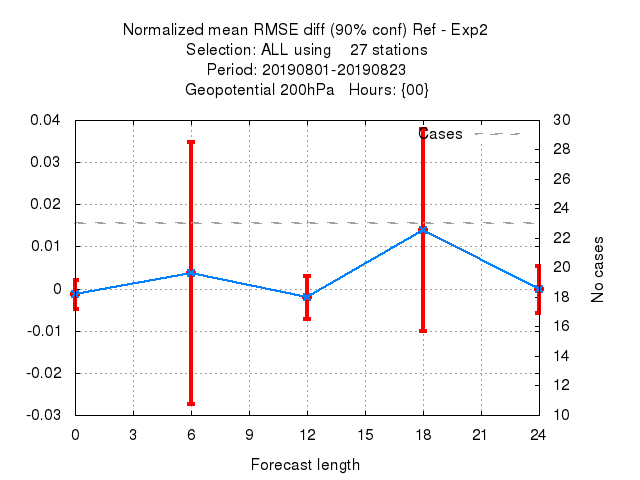 Normalized mean RMSE diff (90% conf) Ref - Exp2
Selection: ALL using    27 stations
Period: 20190801-20190823
Geopotential 200hPa   Hours: {00}
Cases
0.04
0.03
0.02
0.01
0
-0.01
-0.02
-0.03
30
28
26
24
22
20
18
16
14
12
10
No cases
0 3 6 9 12 15 18 21 24
Forecast length